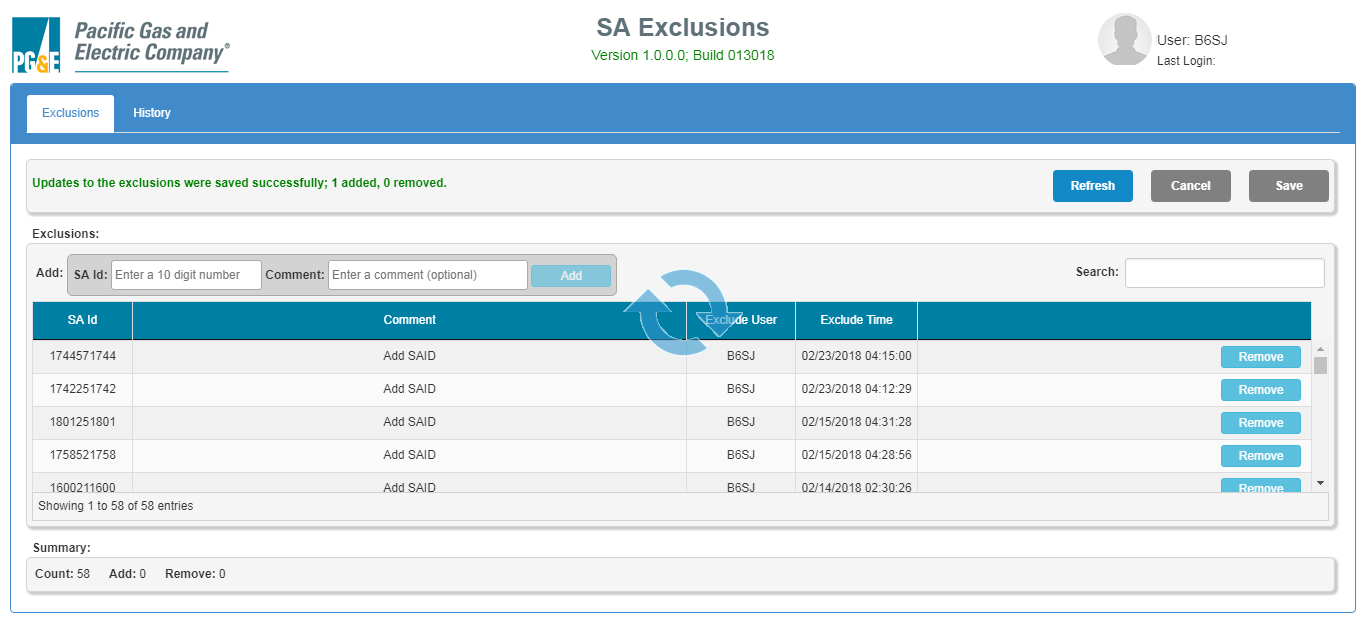 PG&E
Pacific Gas and
Electric Company®
SA Exclusions
Version 1.0.0.0; Build 013018
User: B6SJ
Last Login:
Exclusions History
Updates to the exclusions were saved successfully; 1 added, 0 removed. Refresh Cancel Save
Exclusions:
Add: SA Id: Enter a 10 digit number Comment: Enter a comment (optional) Add Search:
SA Id Comment Exclude User Exclude Time
1744571744 Add SAID B6SJ 02/23/2018 04:15:00 Remove
1742251742 Add SAID B6SJ 02/23/2018 04:12:29 Remove
1801251801 Add SAID B6SJ 02/15/2018 04:31:28 Remove
1758521758 Add SAID B6SJ 02/15/2018 04:28:56 Remove
1600211600 Add SAID B6SJ 02/14/2018 02:30:26 Remove
Showing 1 to 58 of 58 entries
Summary:
Count: 58 Add: 0 Remove: 0